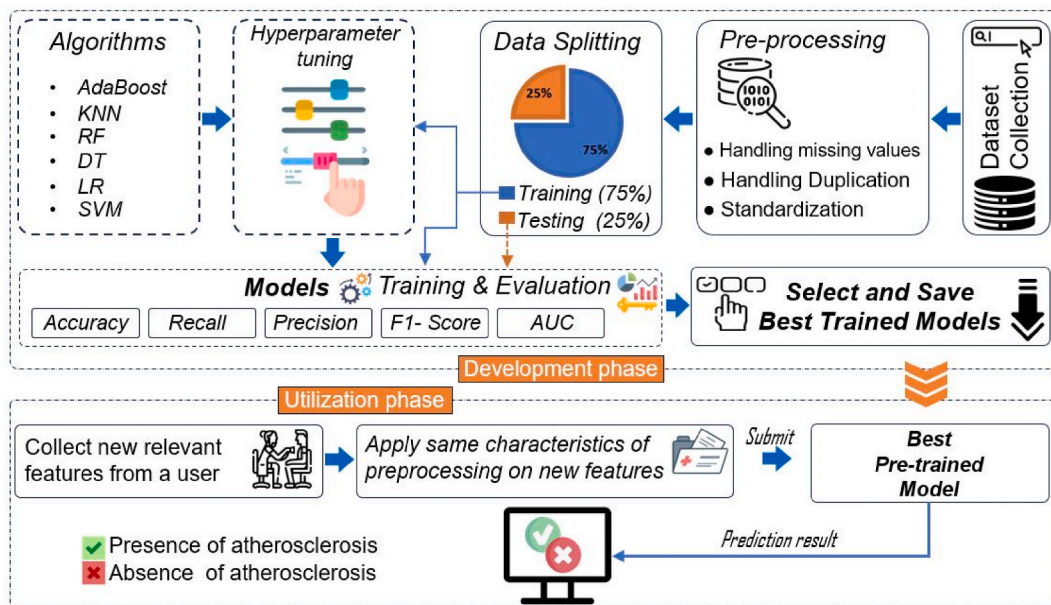 Algorithms
• AdaBoost
• KNN
• RF
• DT
• LR
• SVM
Hyperparameter
tuning
Data Splitting
25%
75%
Training (75%)
Testing (25%)
Pre-processing
1010
0101
• Handling missing values
• Handling Duplication
• Standardization
Dataset
Collection
Models Training & Evaluation
Accuracy
Recall
Precision
F1- Score
AUC
Select and Save
Best Trained Models
Development phase
Utilization phase
Collect new relevant
features from a user
Apply same characteristics of
preprocessing on new features
Submit
Best
Pre-trained
Model
Prediction result
Presence of atherosclerosis
Absence of atherosclerosis